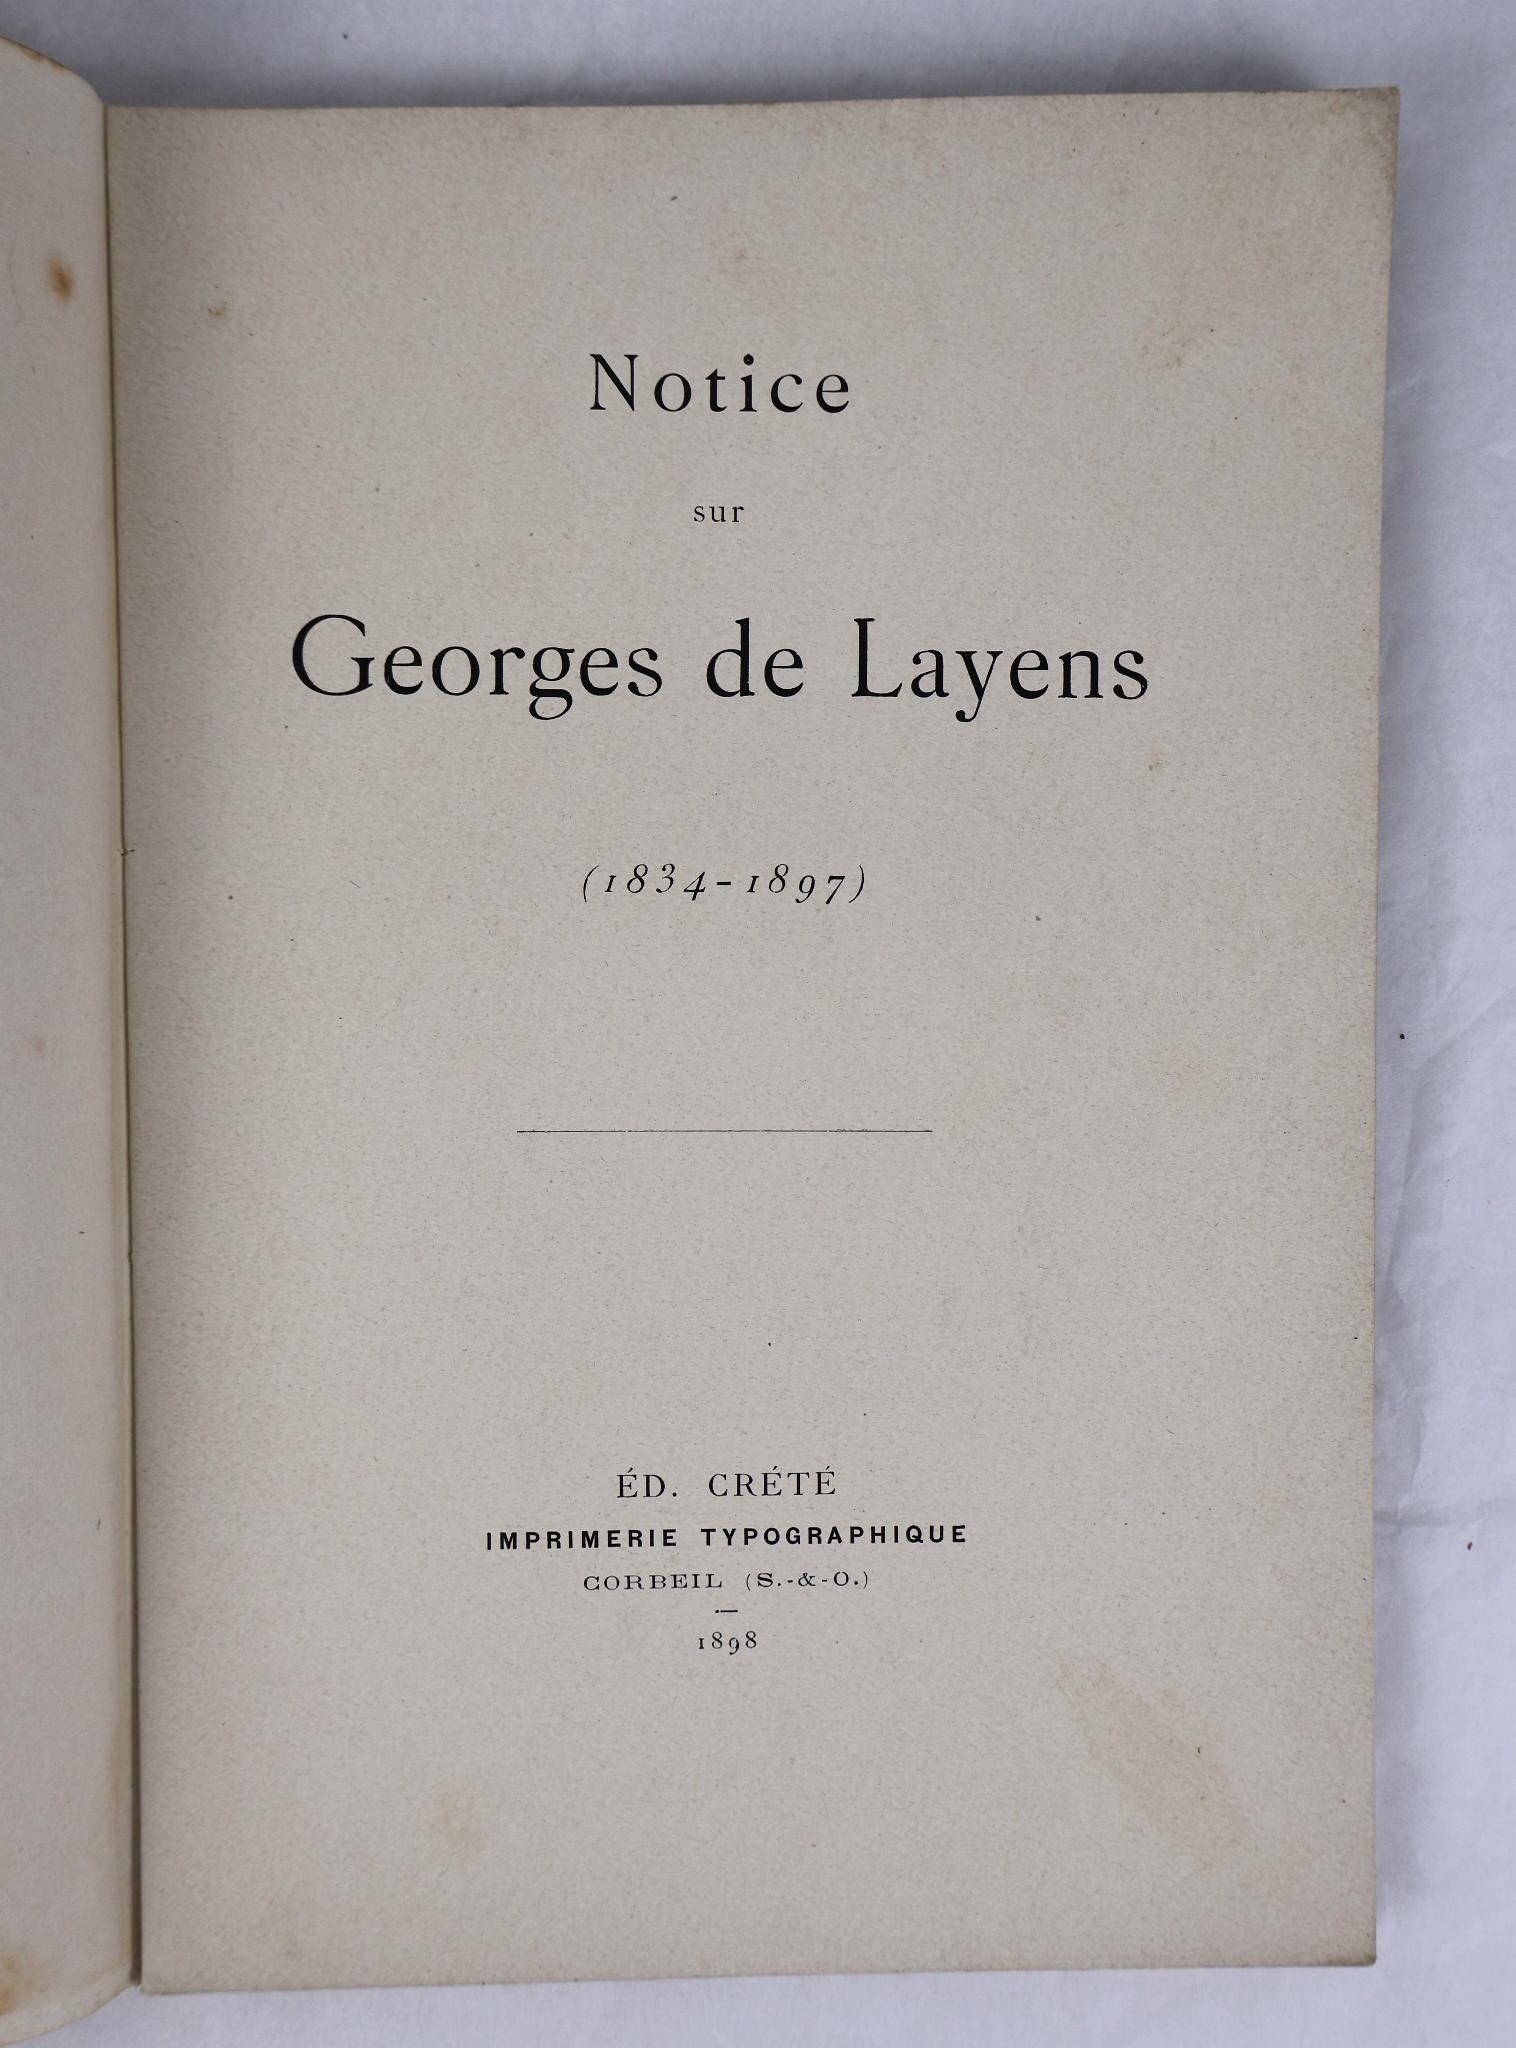 Notice
sur
Georges de Layens
(1834-1897)
ÉD. CRÉTÉ
IMPRIMERIE TYPOGRAPHIQUE
CORBEIL (S.-&-O.)
—
1898